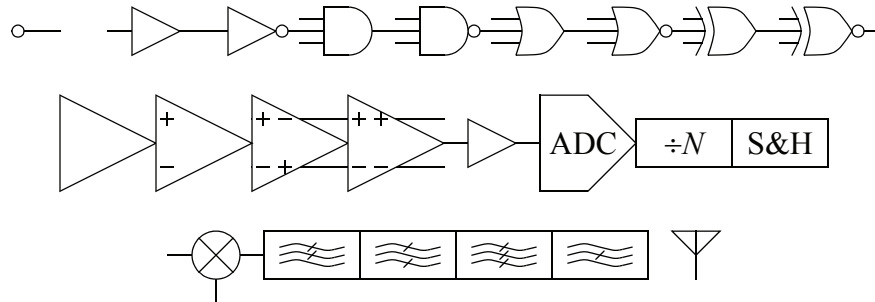 + + − + +
− − + − −
ADC ÷N S&H